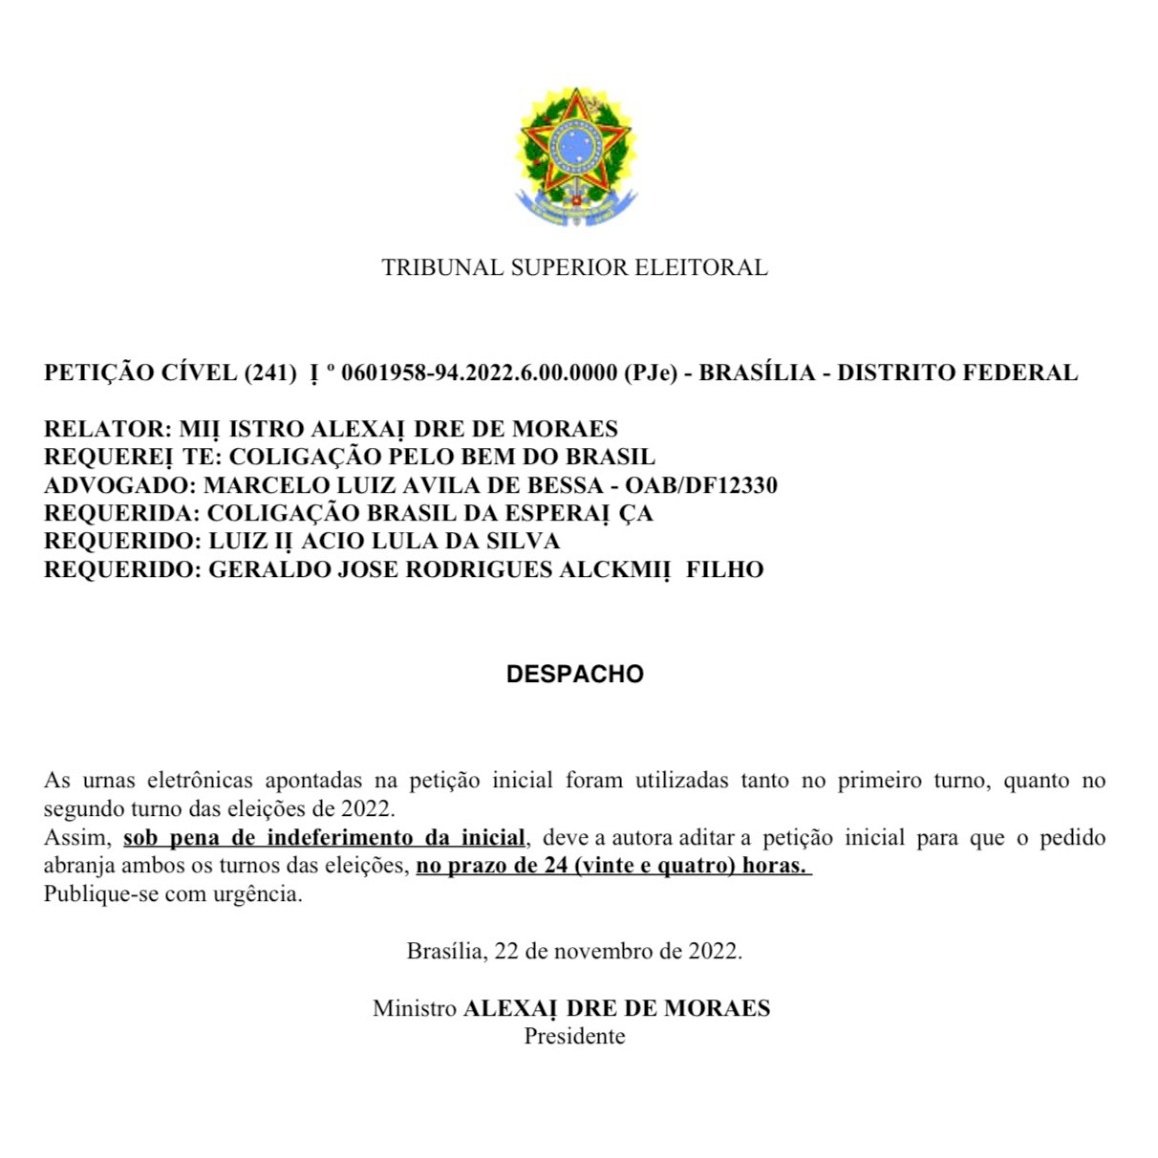 TRIBUNAL SUPERIOR ELEITORAL
PETIÇÃO CÍVEL (241) Ị º 0601958-94.2022.6.00.0000 (PJe) - BRASÍLIA - DISTRITO FEDERAL
RELATOR: MIỊ ISTRO ALEXAỊ DRE DE MORAES
REQUEREỊ TE: COLIGAÇÃO PELO BEM DO BRASIL
ADVOGADO: MARCELO LUIZ AVILA DE BESSA - OAB/DF12330
REQUERIDA: COLIGAÇÃO BRASIL DA ESPERAỊ ÇA
REQUERIDO: LUIZ IỊ ACIO LULA DA SILVA
REQUERIDO: GERALDO JOSE RODRIGUES ALCKMIỊ FILHO
DESPACHO
As urnas eletrônicas apontadas na petição inicial foram utilizadas tanto no primeiro turno, quanto no
segundo turno das eleições de 2022.
Assim, sob pena de indeferimento da inicial, deve a autora aditar a petição inicial para que o pedido
abranja ambos os turnos das eleições, no prazo de 24 (vinte e quatro) horas.
Publique-se com urgência.
Brasília, 22 de novembro de 2022.
Ministro ALEXAỊ DRE DE MORAES
Presidente